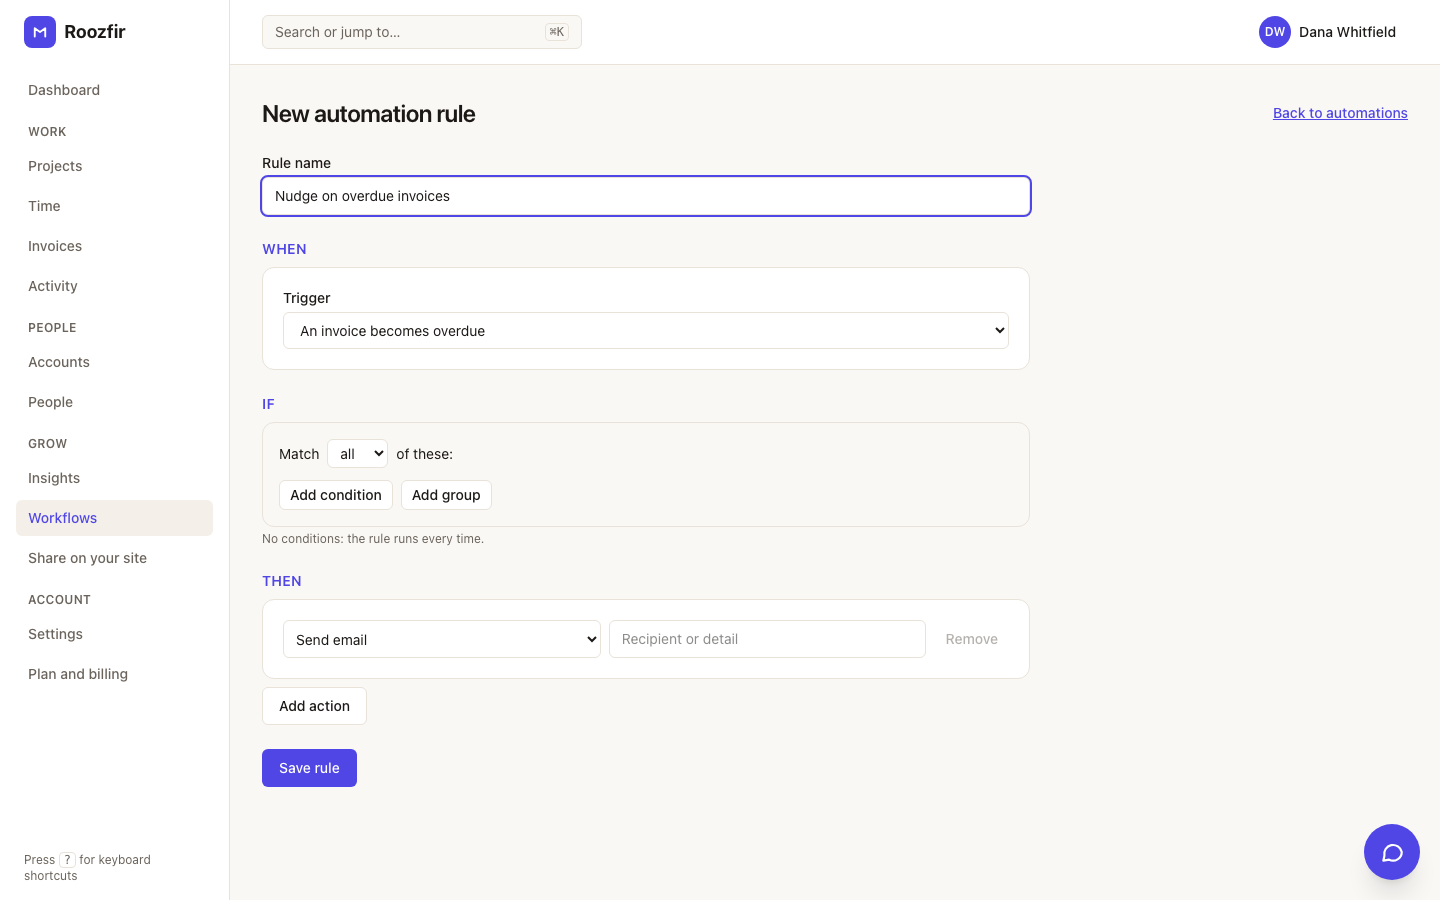 Roozfir
Search or jump to...
⌘K
DW
Dana Whitfield
Dashboard
WORK
Projects
Time
Invoices
Activity
PEOPLE
Accounts
People
GROW
Insights
Workflows
Share on your site
ACCOUNT
Settings
Plan and billing
Press ? for keyboard
shortcuts
New automation rule
Back to automations
Rule name
Nudge on overdue invoices
WHEN
Trigger
An invoice becomes overdue
IF
Match all of these:
Add condition
Add group
No conditions: the rule runs every time.
THEN
Send email
Recipient or detail
Remove
Add action
Save rule